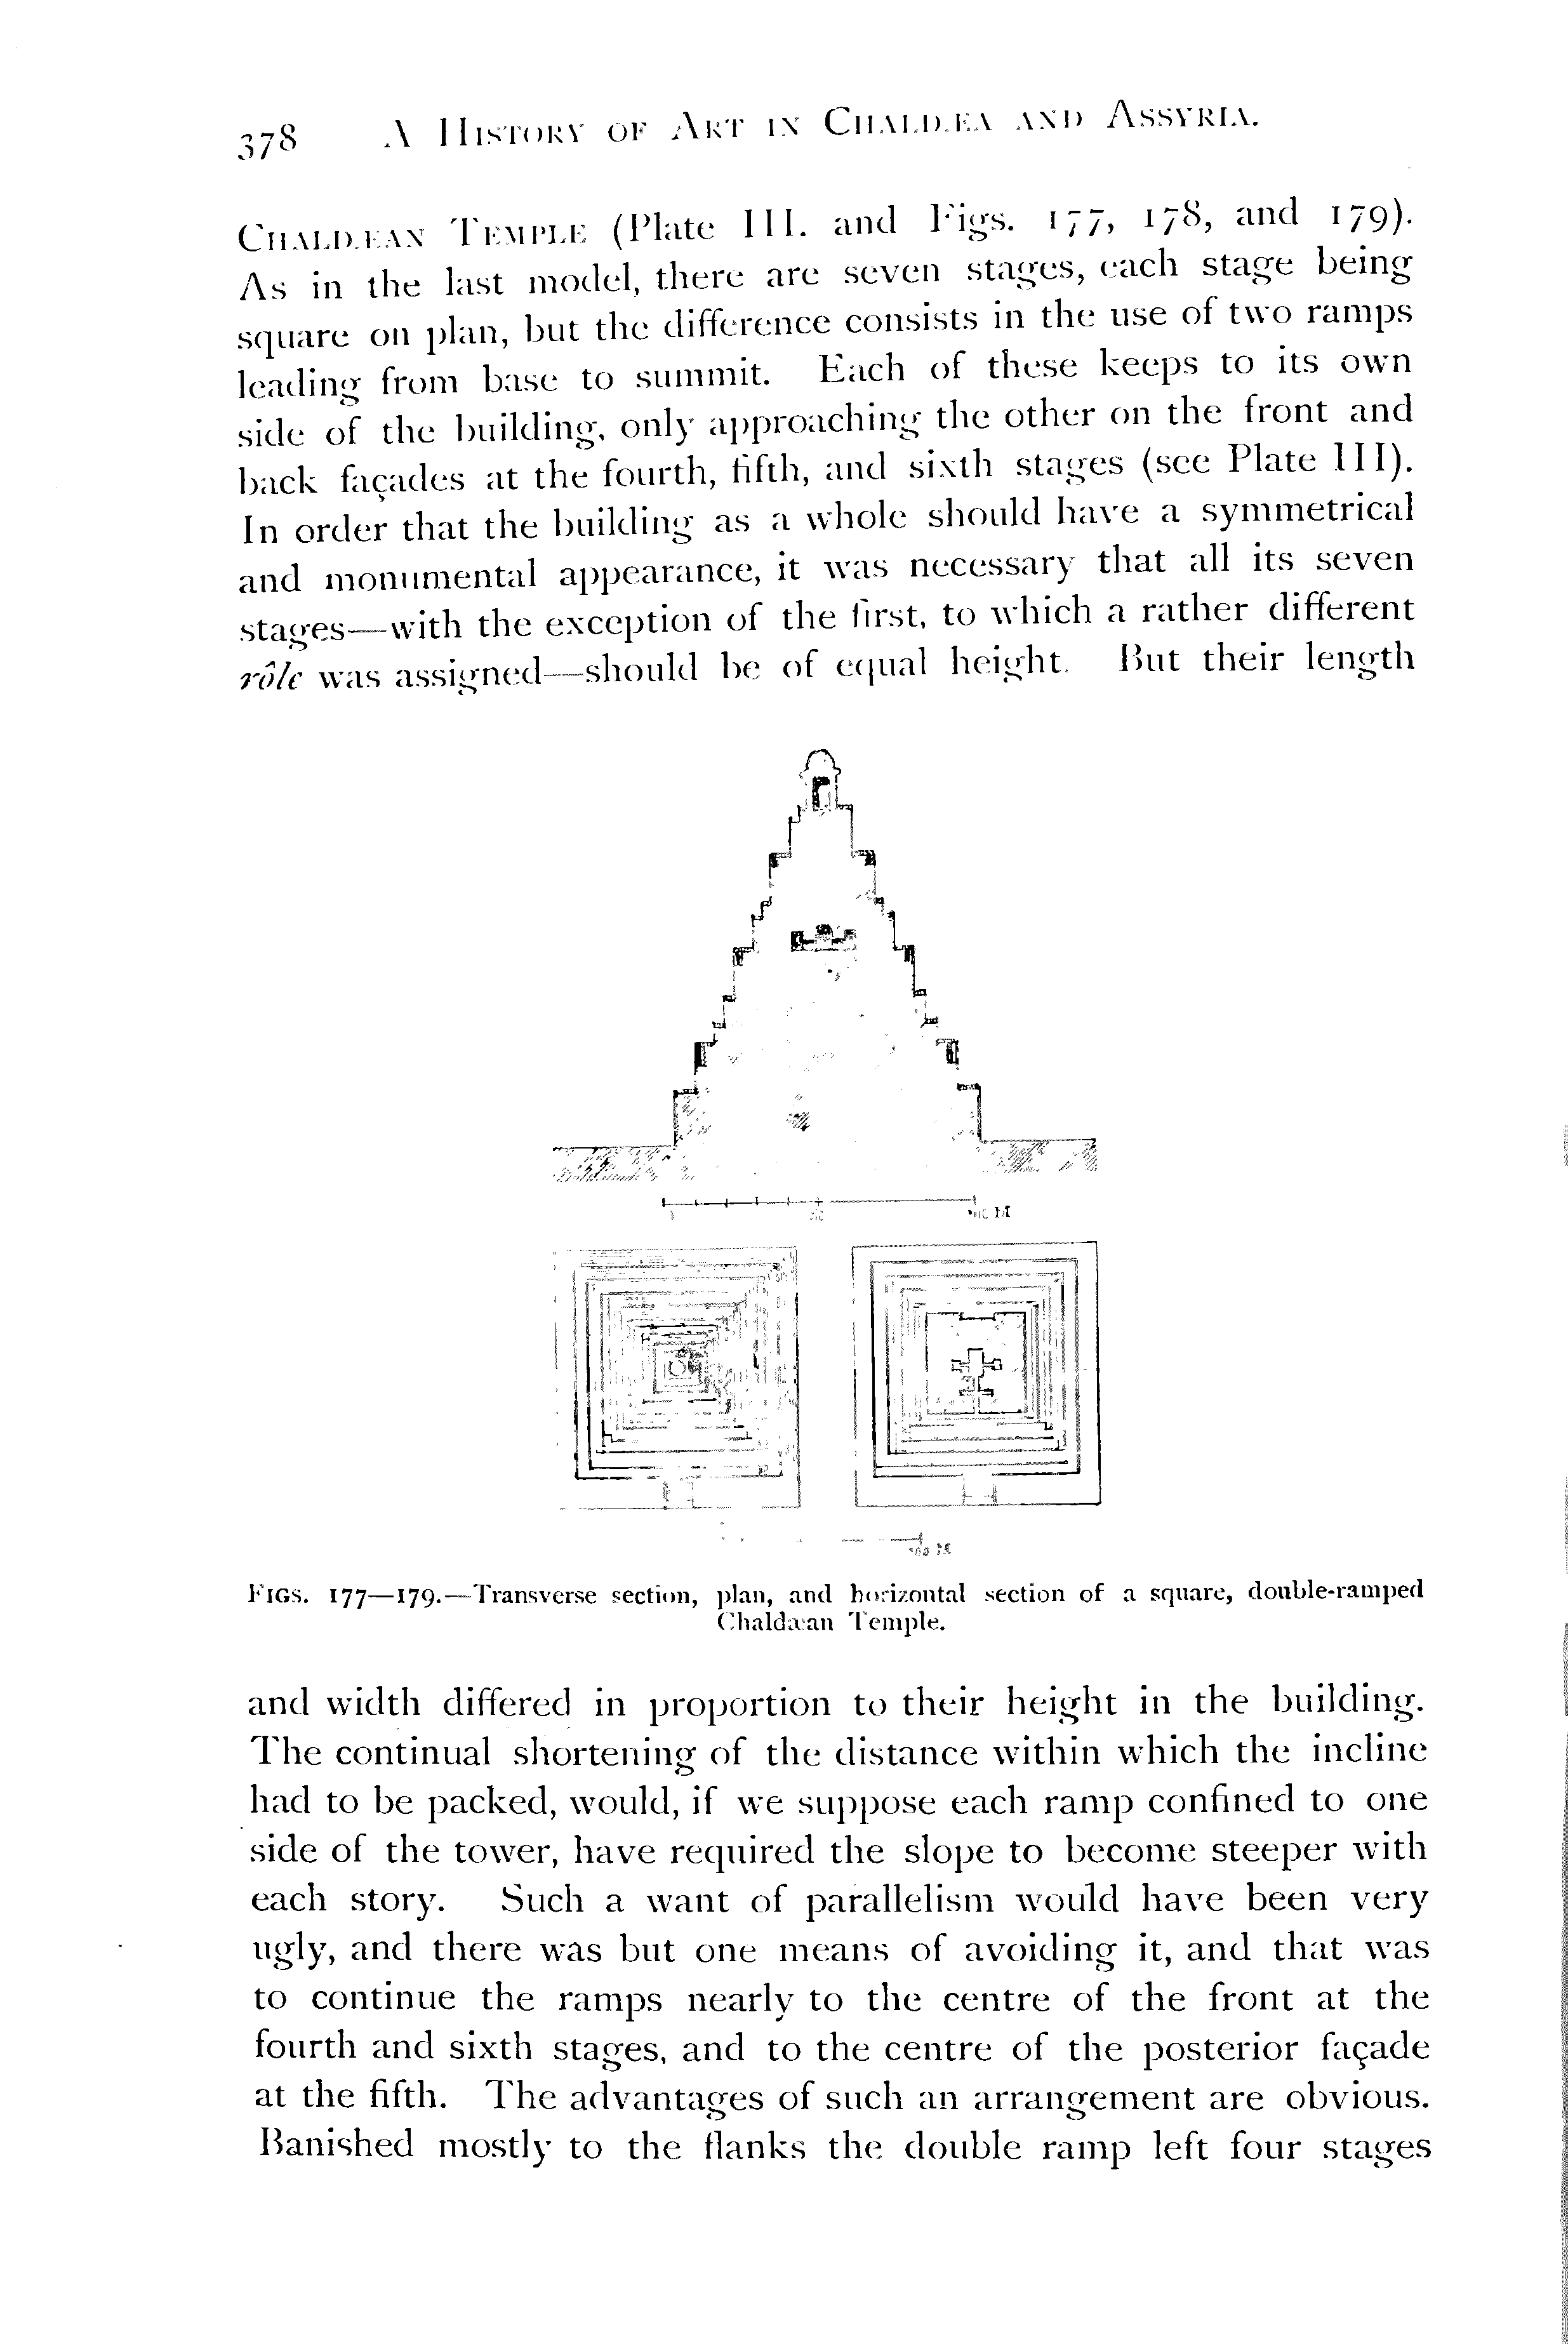 378 A HISTORY OF ART IN CHALDÆA AND ASSYRIA.
CHALDÆAN TEMPLE (Plate III. and Figs. 177, 178, and 179).
As in the last model, there are seven stages, each stage being
square on plan, but the difference consists in the use of two ramps
leading from base to summit. Each of these keeps to its own
side of the building, only approaching the other on the front and
back façades at the fourth, fifth, and sixth stages (see Plate III).
In order that the building as a whole should have a symmetrical
and monumental appearance, it was necessary that all its seven
stages—with the exception of the first, to which a rather different
rôle was assigned—should be of equal height. But their length
FIGS. 177—179.—Transverse section, plan, and horizontal section of a square, double-ramped
Chaldæan Temple.
and width differed in proportion to their height in the building.
The continual shortening of the distance within which the incline
had to be packed, would, if we suppose each ramp confined to one
side of the tower, have required the slope to become steeper with
each story. Such a want of parallelism would have been very
ugly, and there was but one means of avoiding it, and that was
to continue the ramps nearly to the centre of the front at the
fourth and sixth stages, and to the centre of the posterior façade
at the fifth. The advantages of such an arrangement are obvious.
Banished mostly to the flanks the double ramp left four stages